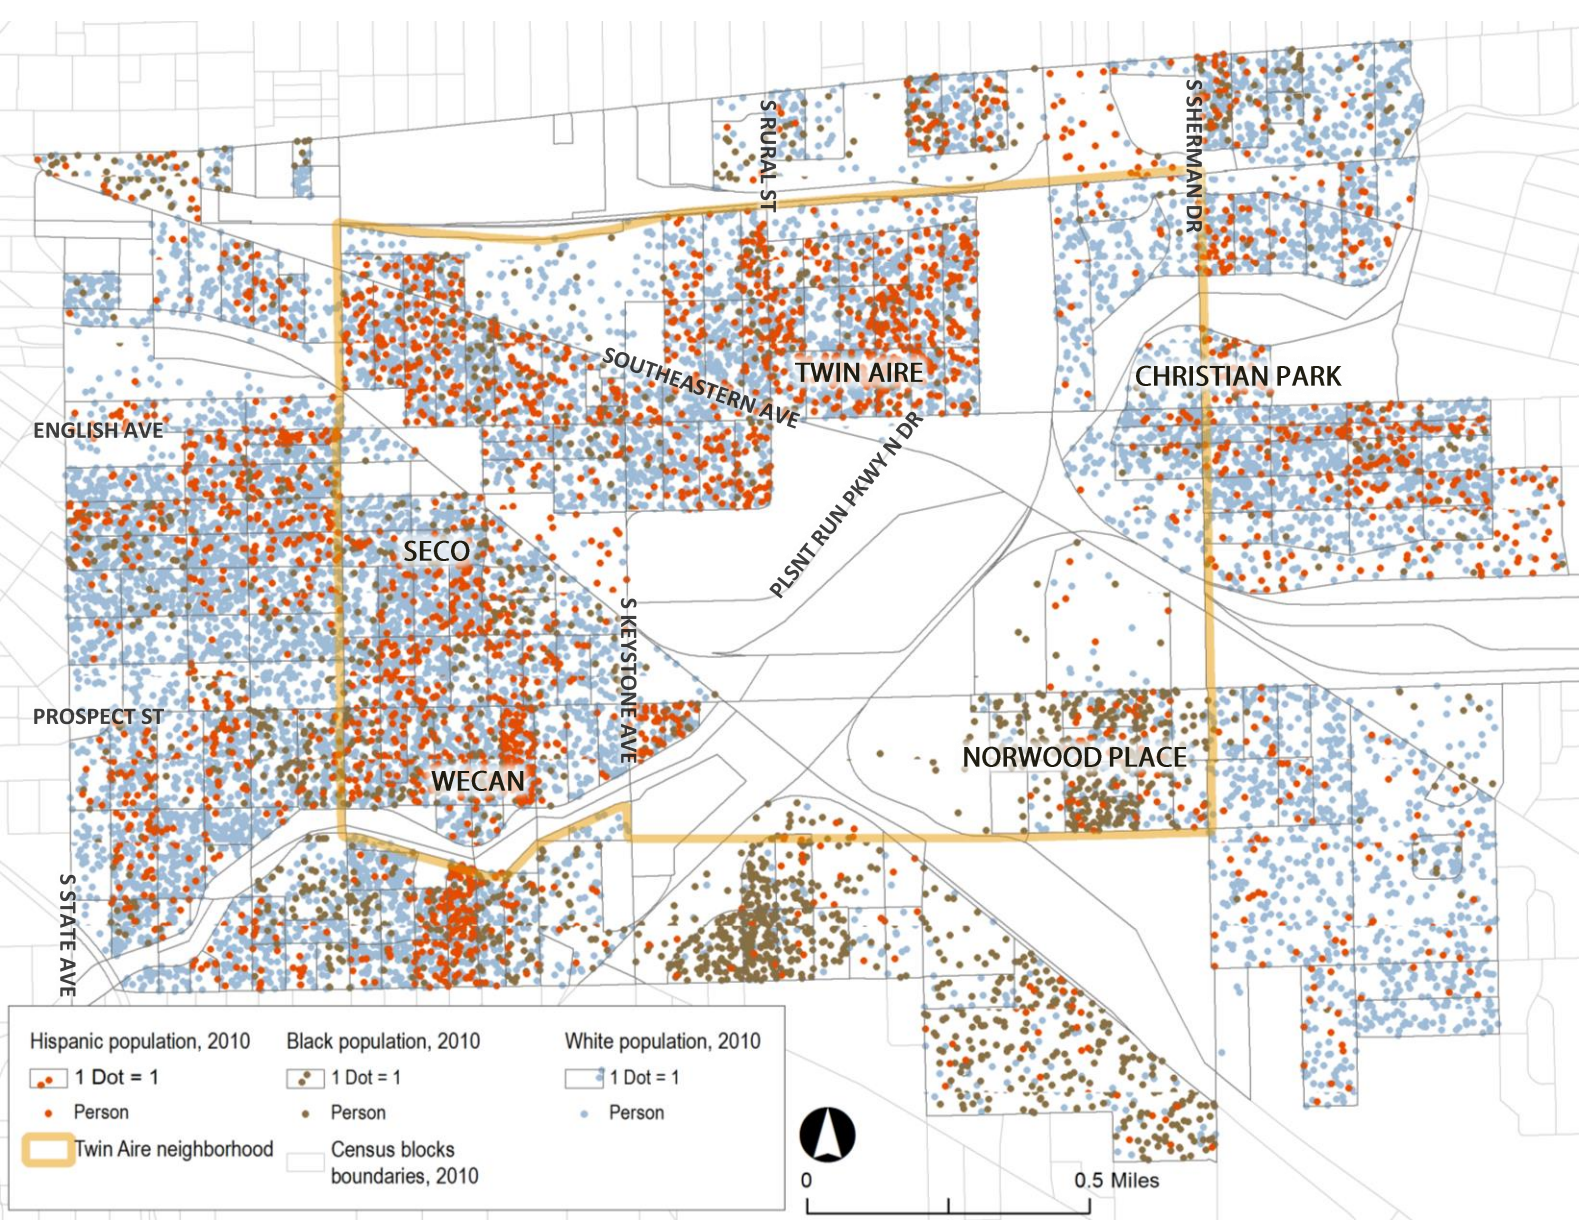 S RURAL ST
S SHERMAN DR
SOUTHEASTERN AVE
TWIN AIRE
CHRISTIAN PARK
ENGLISH AVE
PLSNT RUN PKWY N DR
SECO
S KEYSTONE AVE
PROSPECT ST
NORWOOD PLACE
WECAN
S STATE AVE
Hispanic population, 2010
Black population, 2010
White population, 2010
1 Dot = 1
1 Dot = 1
1 Dot = 1
Person
Person
Person
Twin Aire neighborhood
Census blocks
boundaries, 2010
0
0.5 Miles